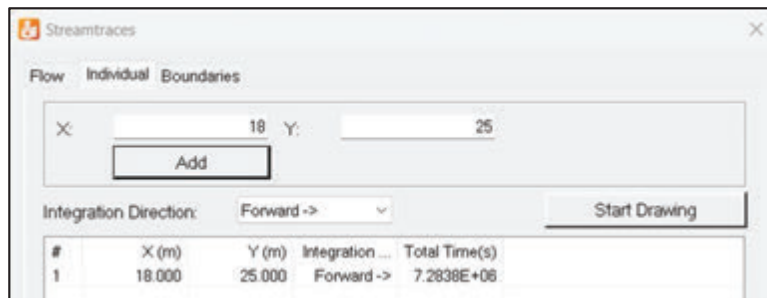 Streamtraces
Flow Individual Boundaries
X: 18 Y: 25
Add
Integration Direction: Forward -> Start Drawing
# X (m) Y (m) Integration ... Total Time(s)
1 18.000 25.000 Forward -> 7.2838E+06